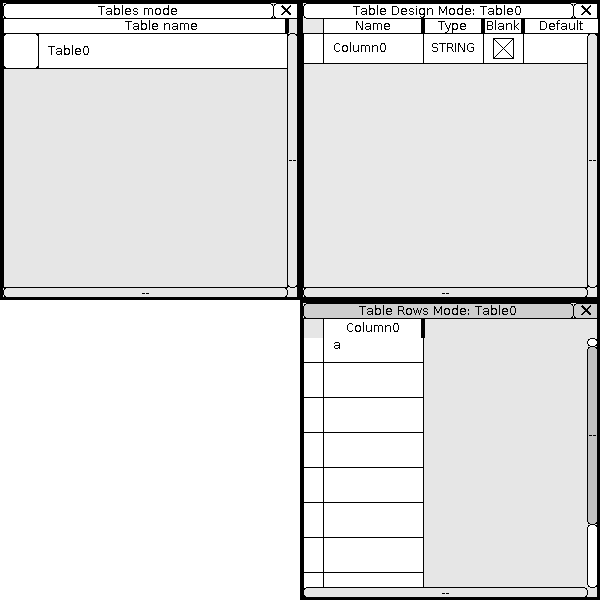 Tables mode
Table name
Table0
Table Design Mode: Table0
Name Type Blank Default
Column0 STRING
Table Rows Mode: Table0
Column0
a